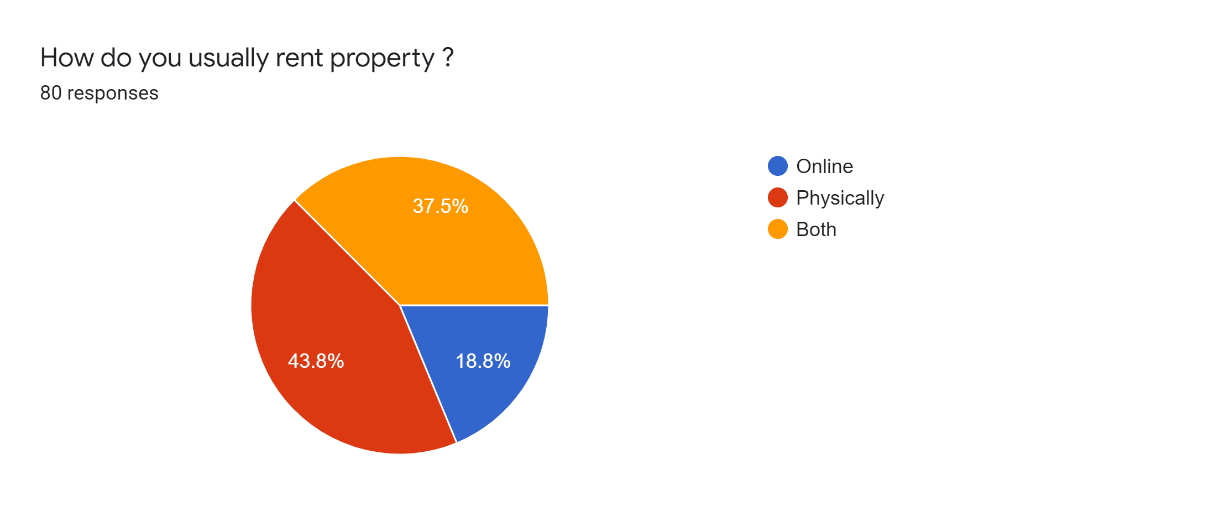 How do you usually rent property ?
80 responses
37.5%
43.8%
18.8%
Online
Physically
Both